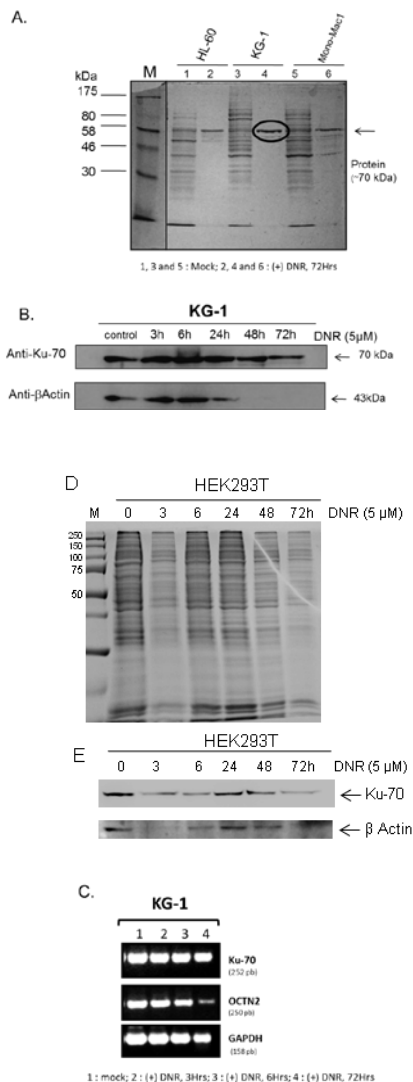 A.
HL-60 KG-1 Mono-Mac1
kDa M 1 2 3 4 5 6
175
80
58
46
30
Protein
(~70 kDa)
1, 3 and 5 : Mock; 2, 4 and 6 : (+) DNR, 72Hrs
B.
KG-1
control 3h 6h 24h 48h 72h DNR (5µM)
Anti-Ku-70 ← 70 kDa
Anti-βActin ← 43kDa
D
HEK293T
M 0 3 6 24 48 72h DNR (5 µM)
250
150
100
75
50
E
HEK293T
0 3 6 24 48 72h DNR (5 µM)
← Ku-70
← β Actin
C.
KG-1
1 2 3 4
Ku-70
(252 pb)
OCTN2
(250 pb)
GAPDH
(158 pb)
1 : mock; 2 : (+) DNR, 3Hrs; 3 : (+) DNR, 6Hrs; 4 : (+) DNR, 72Hrs